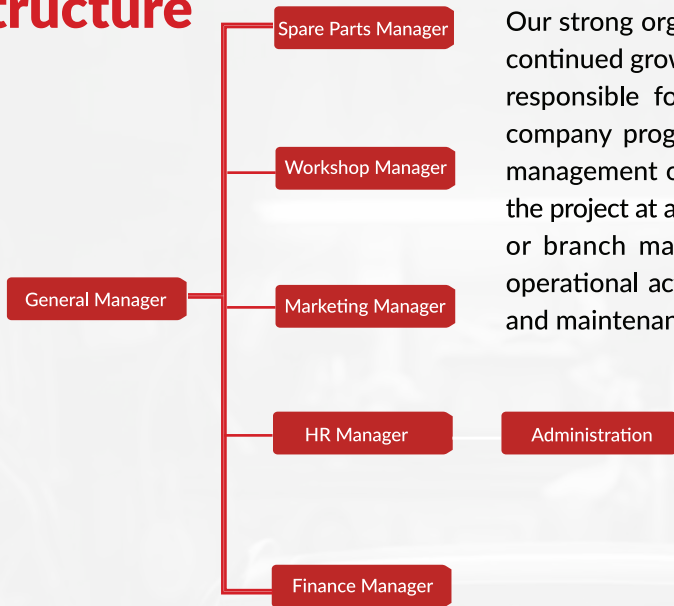 tructure
Spare Parts Manager
Workshop Manager
General Manager
Marketing Manager
HR Manager
Administration
Finance Manager
Our strong org
continued grow
responsible fo
company prog
management o
the project at a
or branch ma
operational ac
and maintenan